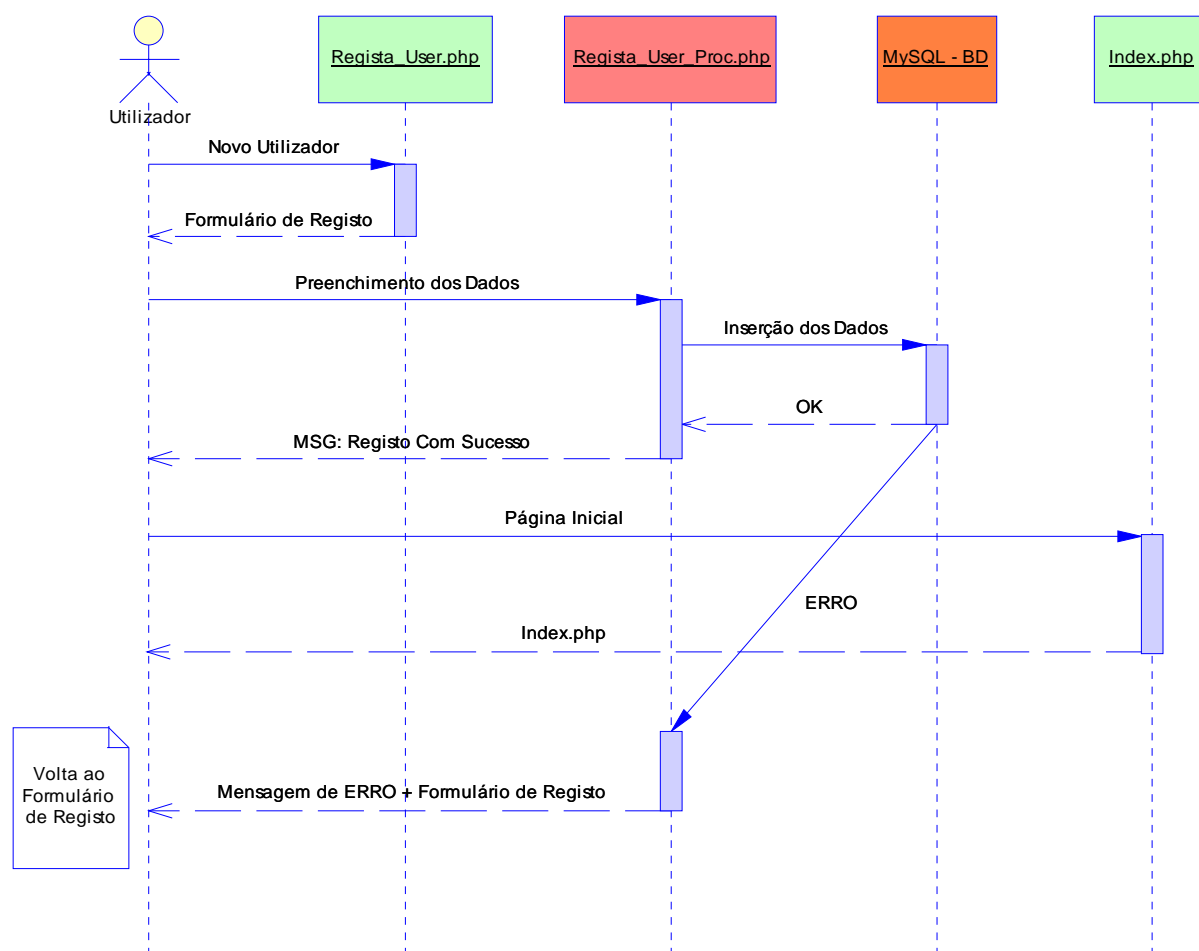 Utilizador
Regista_User.php
Regista_User_Proc.php
MySQL - BD
Index.php
Novo Utilizador
Formulário de Registo
Preenchimento dos Dados
Inserção dos Dados
OK
MSG: Registo Com Sucesso
Página Inicial
ERRO
Index.php
Volta ao
Formulário
de Registo
Mensagem de ERRO + Formulário de Registo